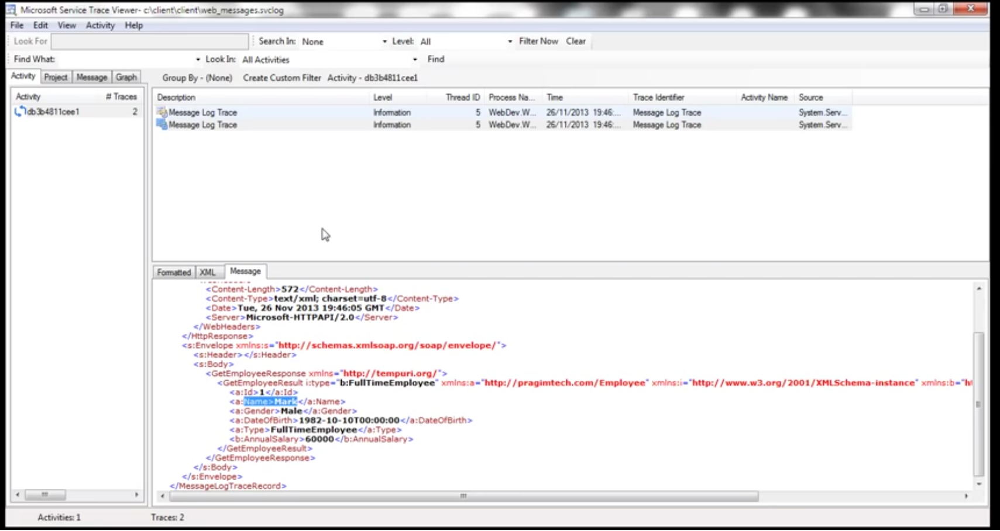 Microsoft Service Trace Viewer- c:\client\client\web_messages.svclog
File Edit View Activity Help
Look For Search In: None Level: All Filter Now Clear
Find What: Look In: All Activities Find
Activity Project Message Graph Group By - (None) Create Custom Filter Activity - db3b4811cee1
Activity # Traces Description Level Thread ID Process Na... Time Trace Identifier Activity Name Source
db3b4811cee1 2 Message Log Trace Information 5 WebDev.W... 26/11/2013 19:46:... Message Log Trace System.Serv...
Message Log Trace Information 5 WebDev.W... 26/11/2013 19:46:... Message Log Trace System.Serv...
Formatted XML Message
<Content-Length>572</Content-Length>
<Content-Type>text/xml; charset=utf-8</Content-Type>
<Date>Tue, 26 Nov 2013 19:46:05 GMT</Date>
<Server>Microsoft-HTTPAPI/2.0</Server>
</WebHeaders>
</HttpResponse>
<s:Envelope xmlns:s="http://schemas.xmlsoap.org/soap/envelope/">
<s:Header></s:Header>
<s:Body>
<GetEmployeeResponse xmlns="http://tempuri.org/">
<GetEmployeeResult i:type="b:FullTimeEmployee" xmlns:a="http://pragimtech.com/Employee" xmlns:i="http://www.w3.org/2001/XMLSchema-instance" xmlns:b="
<a:Id>1</a:Id>
<a:Name>Mark</a:Name>
<a:Gender>Male</a:Gender>
<a:DateOfBirth>1982-10-10T00:00:00</a:DateOfBirth>
<a:Type>FullTimeEmployee</a:Type>
<b:AnnualSalary>60000</b:AnnualSalary>
</GetEmployeeResult>
</GetEmployeeResponse>
</s:Body>
</s:Envelope>
</MessageLogTraceRecord>
Activities: 1 Traces: 2